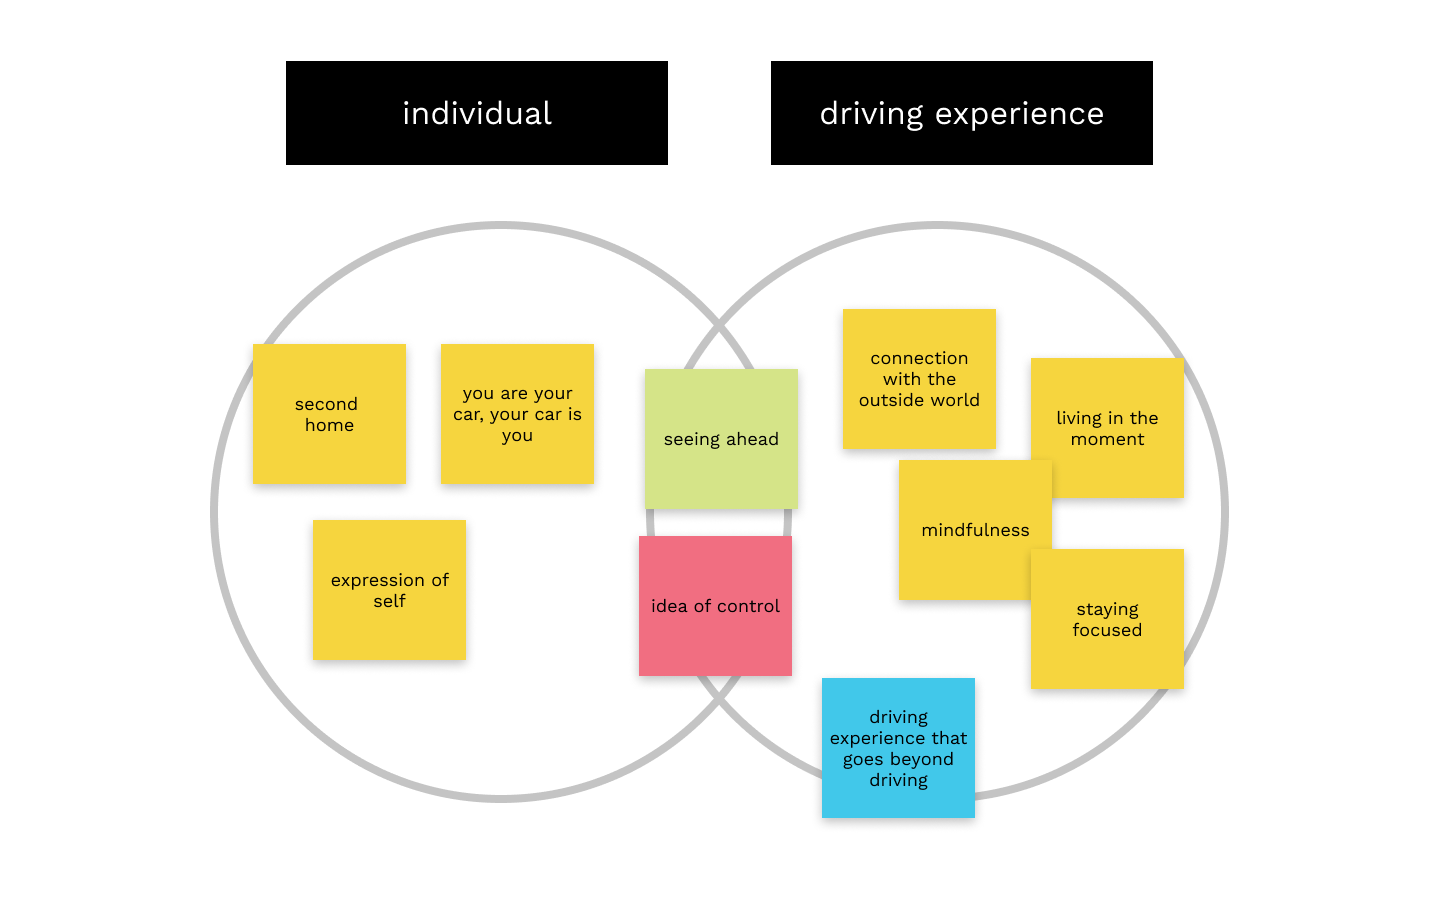 individual
driving experience
second
home
you are your
car, your car is
you
expression of
self
seeing ahead
idea of control
connection
with the
outside world
living in the
moment
mindfulness
staying
focused
driving
experience that
goes beyond
driving